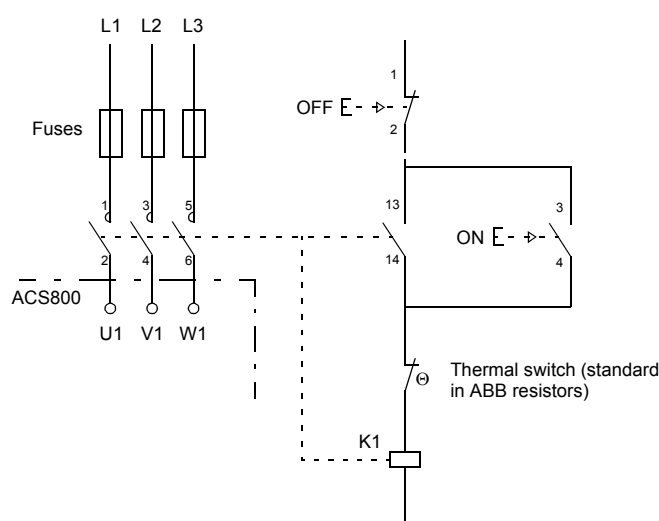 L1 L2 L3
1
OFF
2
Fuses
1 3 5
13
3
ON
2 4 6
14
4
ACS800
U1 V1 W1
Θ
Thermal switch (standard
in ABB resistors)
K1